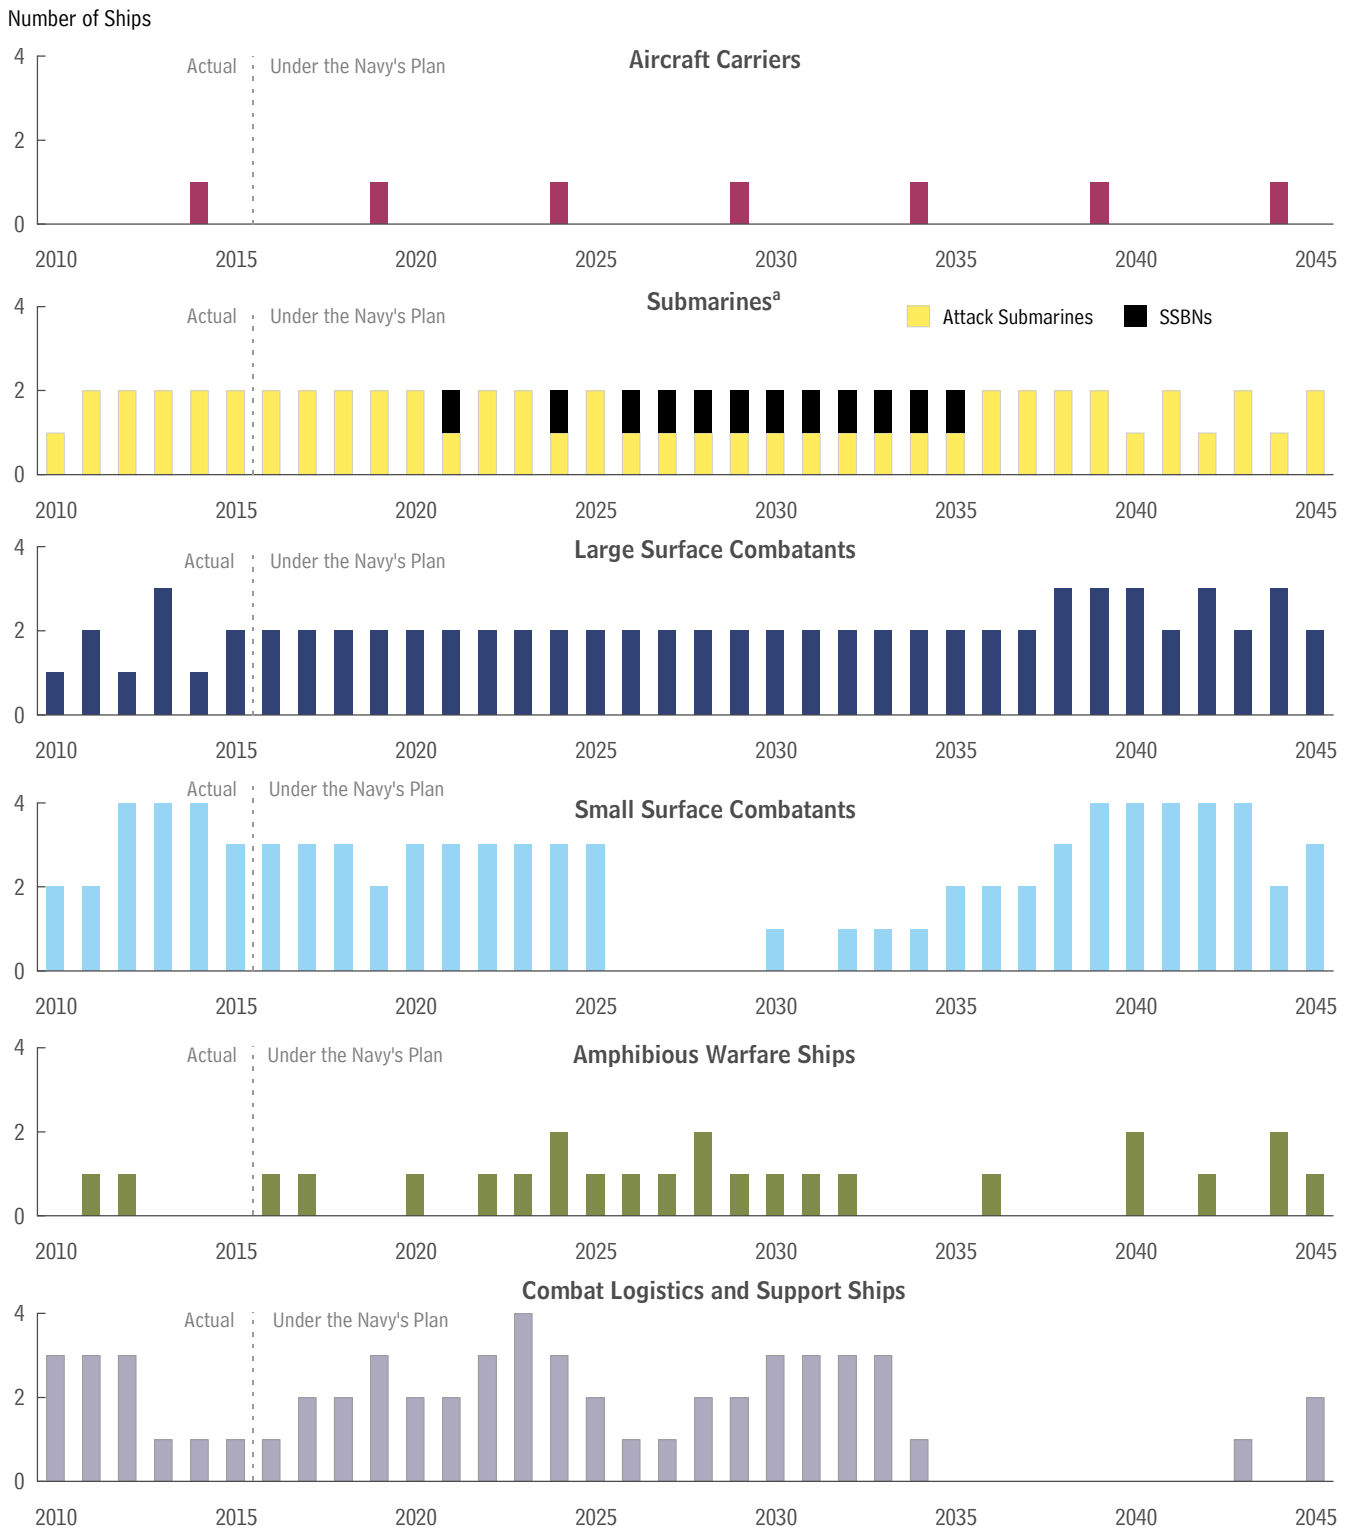 Number of Ships
4
Actual Under the Navy's Plan
Aircraft Carriers
2
0
2010 2015 2020 2025 2030 2035 2040 2045
4
Actual Under the Navy's Plan
Submarinesa
Attack Submarines SSBNs
2
0
2010 2015 2020 2025 2030 2035 2040 2045
4
Actual Under the Navy's Plan
Large Surface Combatants
2
0
2010 2015 2020 2025 2030 2035 2040 2045
Actual Under the Navy's Plan
4
Small Surface Combatants
2
0
2010 2015 2020 2025 2030 2035 2040 2045
4
Actual Under the Navy's Plan
Amphibious Warfare Ships
2
0
2010 2015 2020 2025 2030 2035 2040 2045
Combat Logistics and Support Ships
4
Actual Under the Navy's Plan
2
0
2010 2015 2020 2025 2030 2035 2040 2045